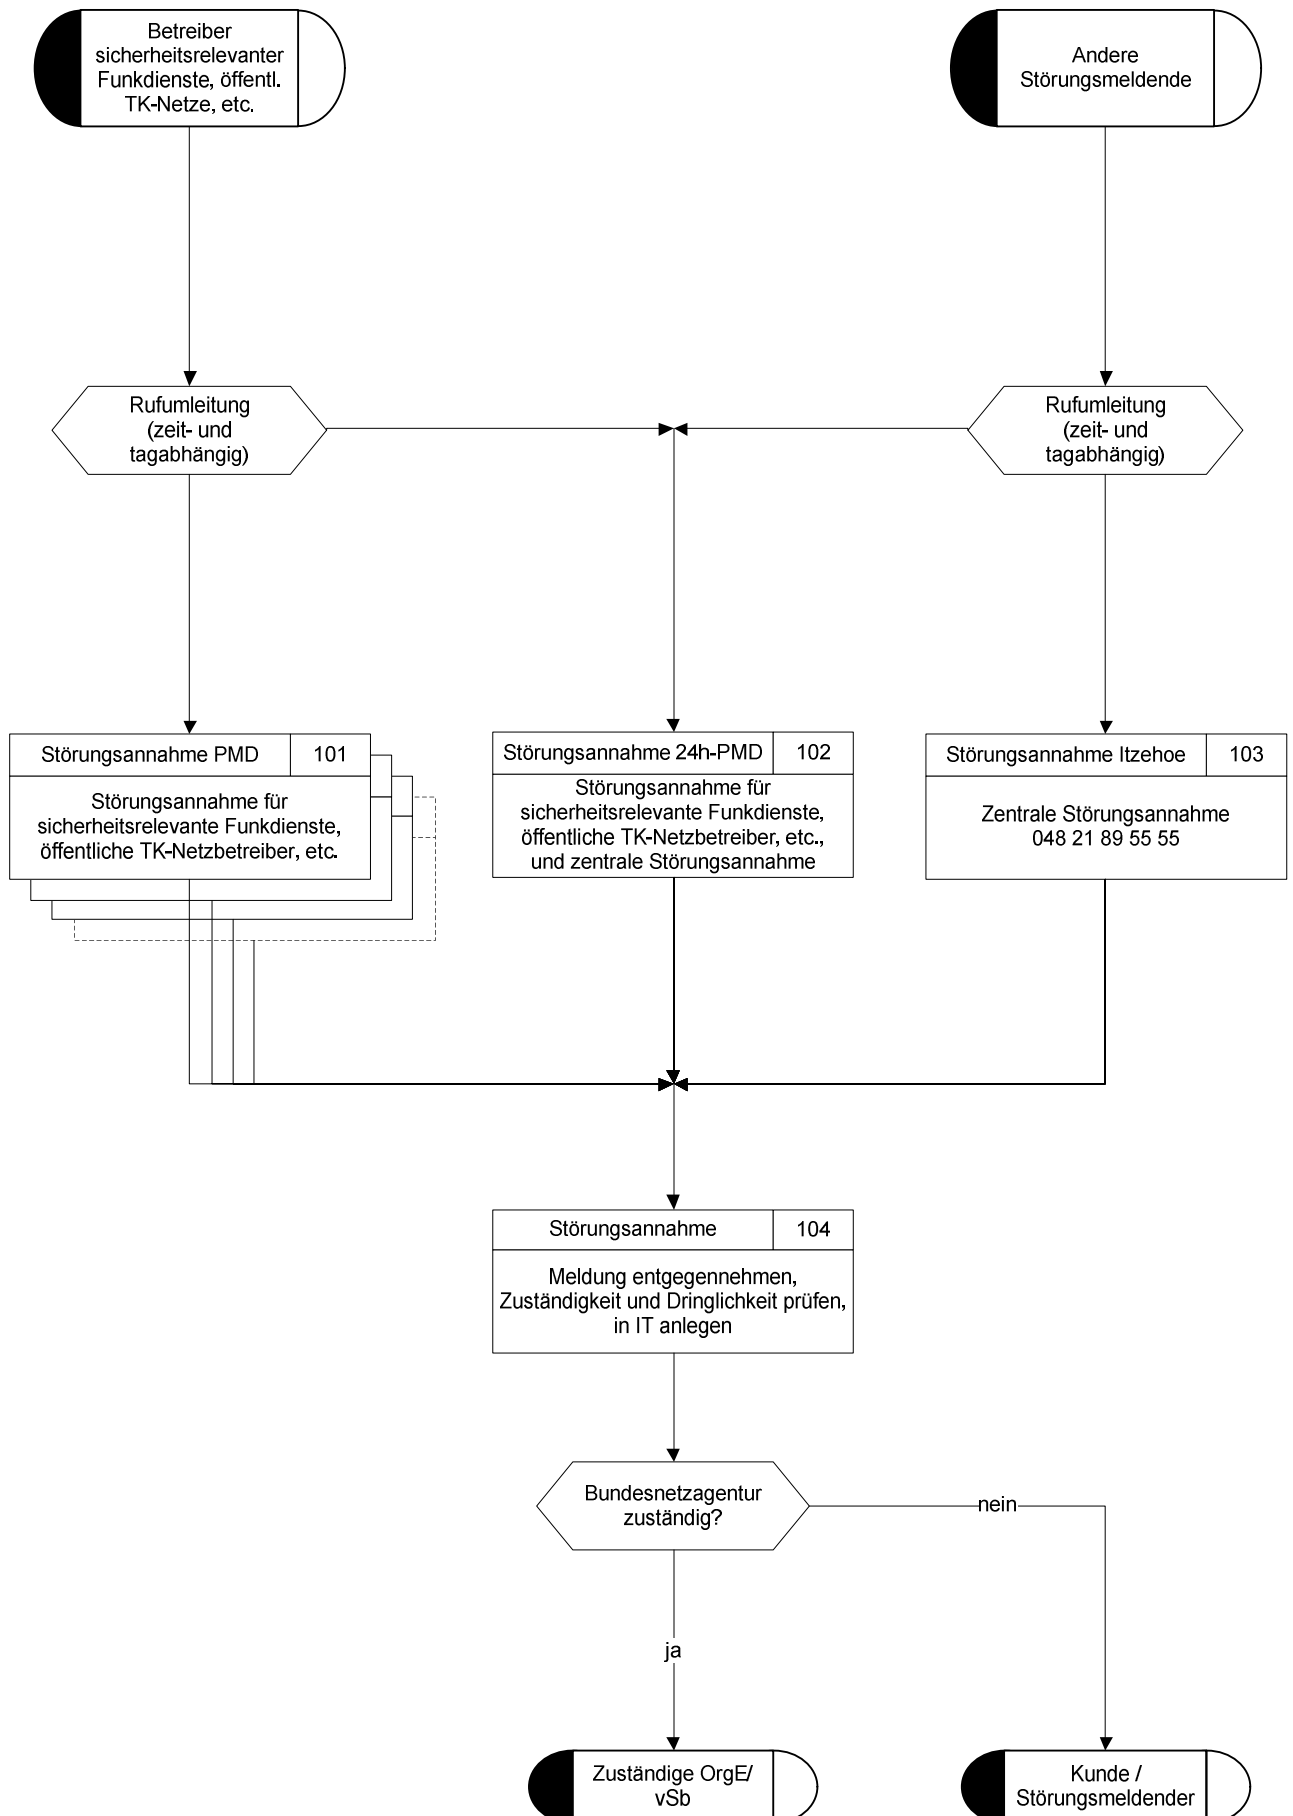 Betreiber
sicherheitsrelevanter
Funkdienste, öffentl.
TK-Netze, etc.
Andere
Störungsmeldende
Rufumleitung
(zeit- und
tagabhängig)
Rufumleitung
(zeit- und
tagabhängig)
Störungsannahme PMD
101
Störungsannahme für
sicherheitsrelevante Funkdienste,
öffentliche TK-Netzbetreiber, etc.
Störungsannahme 24h-PMD
102
Störungsannahme für
sicherheitsrelevante Funkdienste,
öffentliche TK-Netzbetreiber, etc.,
und zentrale Störungsannahme
Störungsannahme Itzehoe
103
Zentrale Störungsannahme
048 21 89 55 55
Störungsannahme
104
Meldung entgegennehmen,
Zuständigkeit und Dringlichkeit prüfen,
in IT anlegen
Bundesnetzagentur
zuständig?
nein
ja
Zuständige OrgE/
vSb
Kunde /
Störungsmeldender